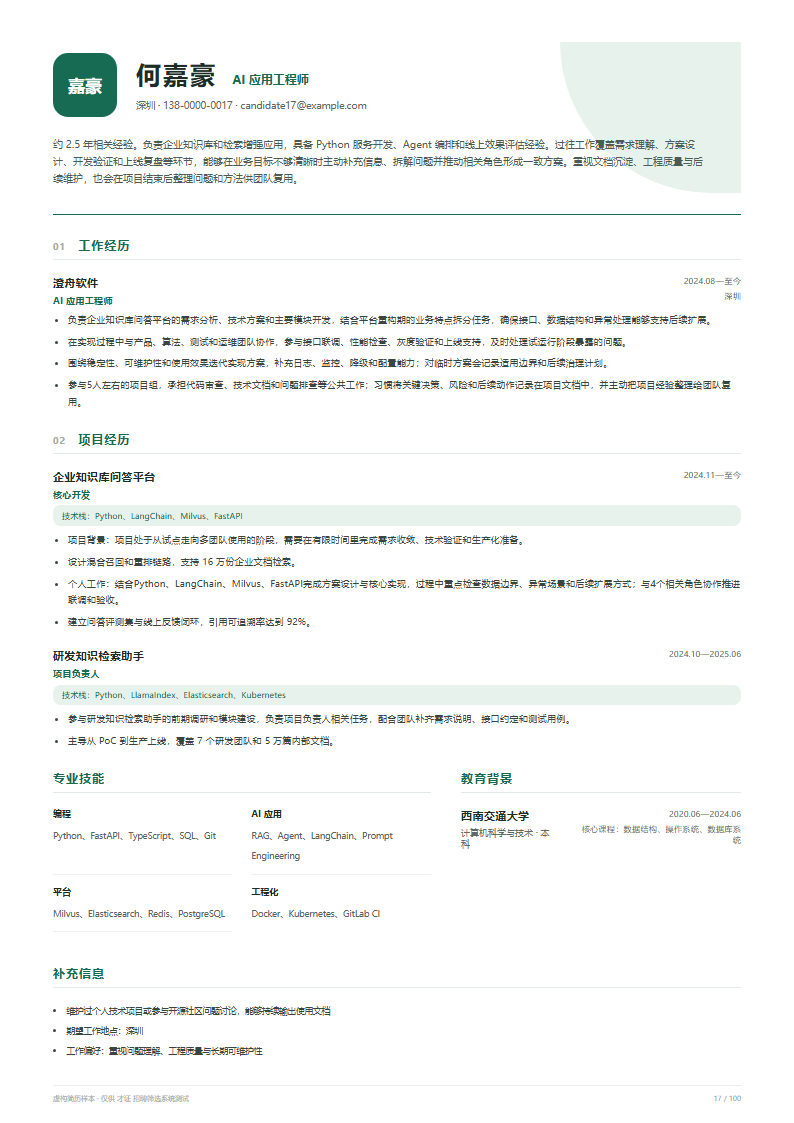 嘉豪
何嘉豪 AI 应用工程师
深圳 · 138-0000-0017 · candidate17@example.com
约 2.5 年相关经验。负责企业知识库和检索增强应用，具备 Python 服务开发、Agent 编排和线上效果评估经验。过往工作覆盖需求理解、方案设
计、开发验证和上线复盘等环节，能够在业务目标不够清晰时主动补充信息、拆解问题并推动相关角色形成一致方案。重视文档沉淀、工程质量与后
续维护，也会在项目结束后整理问题和方法供团队复用。
01 工作经历
澄舟软件 2024.08—至今
AI 应用工程师 深圳
• 负责企业知识库问答平台的需求分析、技术方案和主要模块开发，结合平台重构期的业务特点拆分任务，确保接口、数据结构和异常处理能够支持后续扩展。
• 在实现过程中与产品、算法、测试和运维团队协作，参与接口联调、性能检查、灰度验证和上线支持，及时处理试运行阶段暴露的问题。
• 围绕稳定性、可维护性和使用效果迭代实现方案，补充日志、监控、降级和配置能力；对临时方案会记录适用边界和后续治理计划。
• 参与5人左右的项目组，承担代码审查、技术文档和问题排查等公共工作；习惯将关键决策、风险和后续动作记录在项目文档中，并主动把项目经验整理给团队复
用。
02 项目经历
企业知识库问答平台 2024.11—至今
核心开发
技术栈：Python、LangChain、Milvus、FastAPI
• 项目背景：项目处于从试点走向多团队使用的阶段，需要在有限时间里完成需求收敛、技术验证和生产化准备。
• 设计混合召回和重排链路，支持 16 万份企业文档检索。
• 个人工作：结合Python、LangChain、Milvus、FastAPI完成方案设计与核心实现，过程中重点检查数据边界、异常场景和后续扩展方式；与4个相关角色协作推进
联调和验收。
• 建立问答评测集与线上反馈闭环，引用可追溯率达到 92%。
研发知识检索助手 2024.10—2025.06
项目负责人
技术栈：Python、LlamaIndex、Elasticsearch、Kubernetes
• 参与研发知识检索助手的前期调研和模块建设，负责项目负责人相关任务，配合团队补齐需求说明、接口约定和测试用例。
• 主导从 PoC 到生产上线，覆盖 7 个研发团队和 5 万篇内部文档。
专业技能
编程
Python、FastAPI、TypeScript、SQL、Git
AI 应用
RAG、Agent、LangChain、Prompt
Engineering
平台
Milvus、Elasticsearch、Redis、PostgreSQL
工程化
Docker、Kubernetes、GitLab CI
教育背景
西南交通大学 2020.06—2024.06
计算机科学与技术 · 本
科
核心课程：数据结构、操作系统、数据库系
统
补充信息
• 维护过个人技术项目或参与开源社区问题讨论，能够持续输出使用文档
• 期望工作地点：深圳
• 工作偏好：重视问题理解、工程质量与长期可维护性
虚构简历样本 · 仅供 才证 招聘筛选系统测试 17 / 100